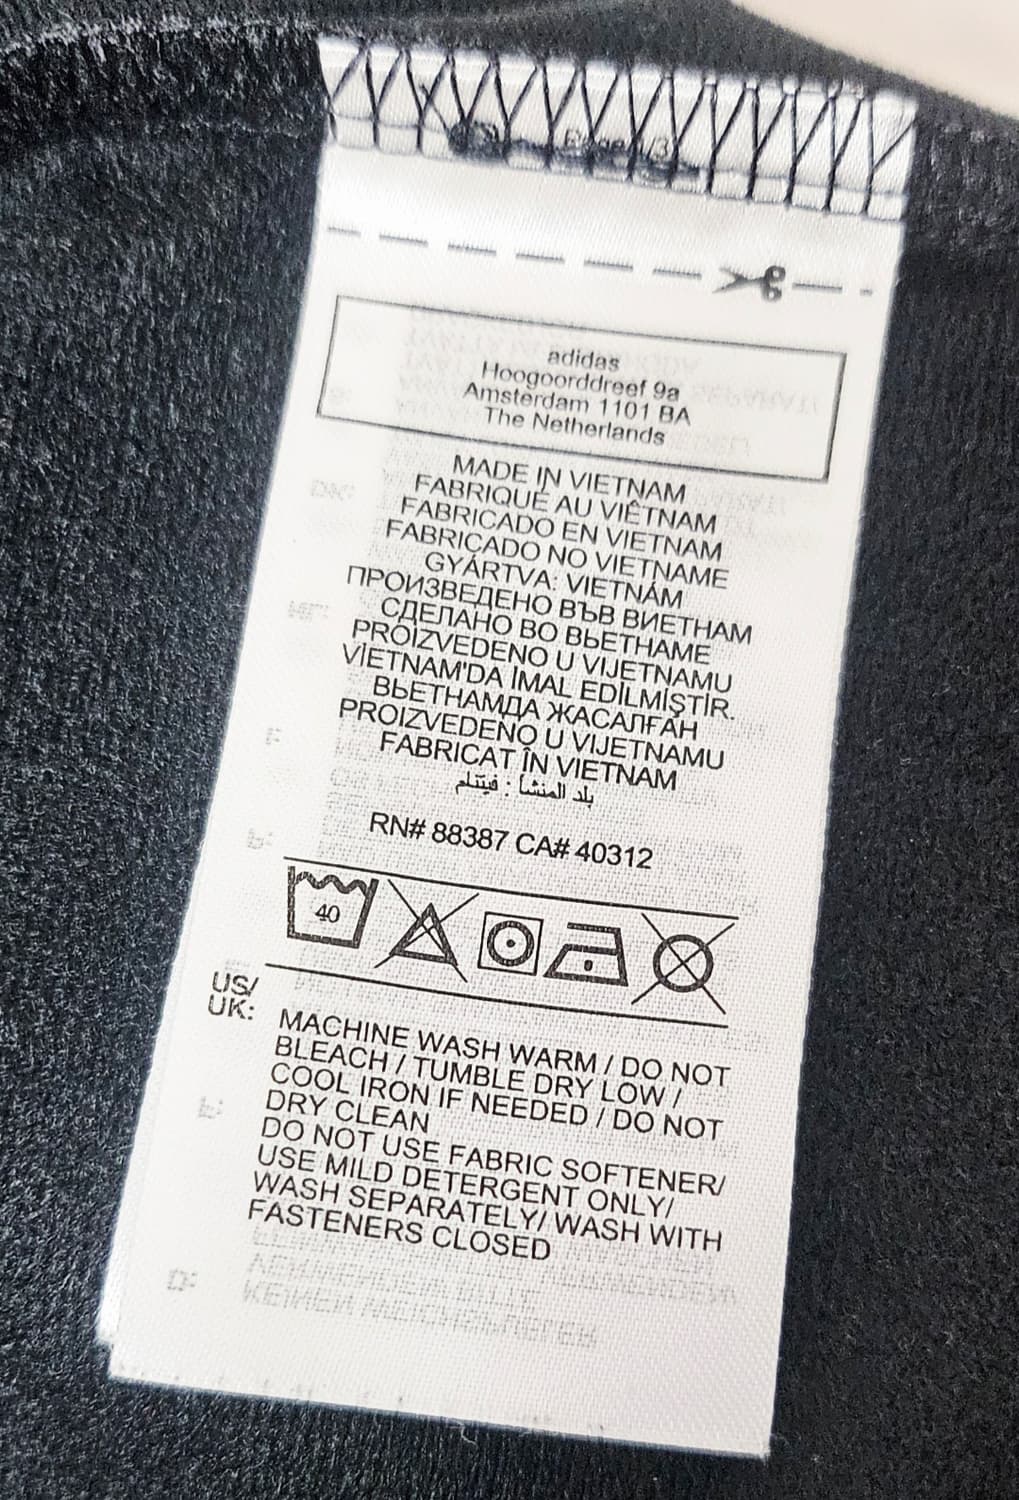 adidas
Hoogoorddreef 9a
Amsterdam 1101 BA
The Netherlands
MADE IN VIETNAM
FABRIQUÉ AU VIÊTNAM
FABRICADO EN VIETNAM
FABRICADO NO VIETNAME
GYÁRTVA: VIETNÁM
ПРОИЗВЕДЕНО ВЪВ ВИЕТНАМ
СДЕЛАНО ВО ВЬЕТНАМЕ
PROIZVEDENO U VIJETNAMU
VİETNAM'DA İMAL EDİLMİŞTİR.
ВЬЕТНАМДА ЖАСАЛҒАН
PROIZVEDENO U VIJETNAMU
FABRICAT ÎN VIETNAM
بلد المنشأ : فيتنام
RN# 88387 CA# 40312
40
US/
UK:
MACHINE WASH WARM / DO NOT
BLEACH / TUMBLE DRY LOW /
COOL IRON IF NEEDED / DO NOT
DRY CLEAN
DO NOT USE FABRIC SOFTENER/
USE MILD DETERGENT ONLY/
WASH SEPARATELY/ WASH WITH
FASTENERS CLOSED